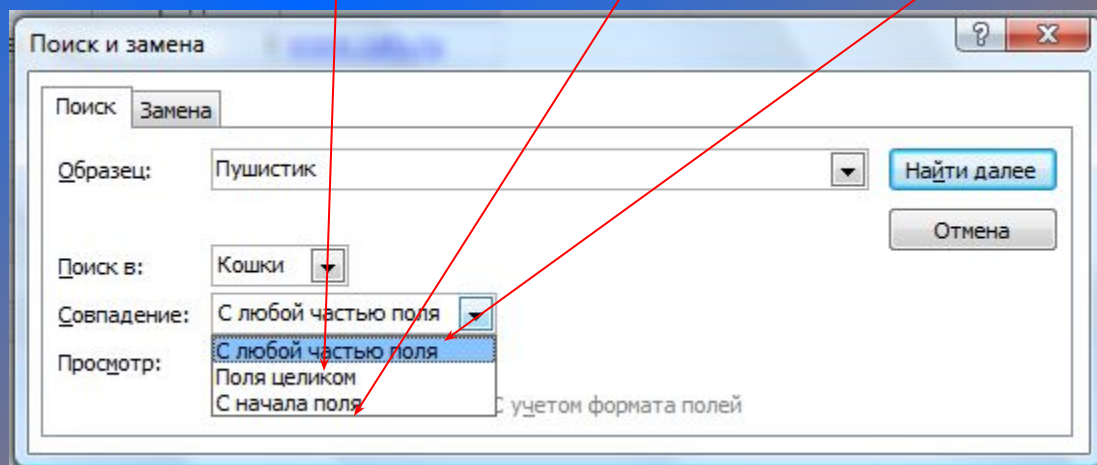 Поиск и замена
Поиск
Замена
Образец:
Пушистик
Найти далее
Отмена
Поиск в:
Кошки
Совпадение:
С любой частью поля
С любой частью поля
Поля целиком
С начала поля
Просмотр:
С учетом формата полей